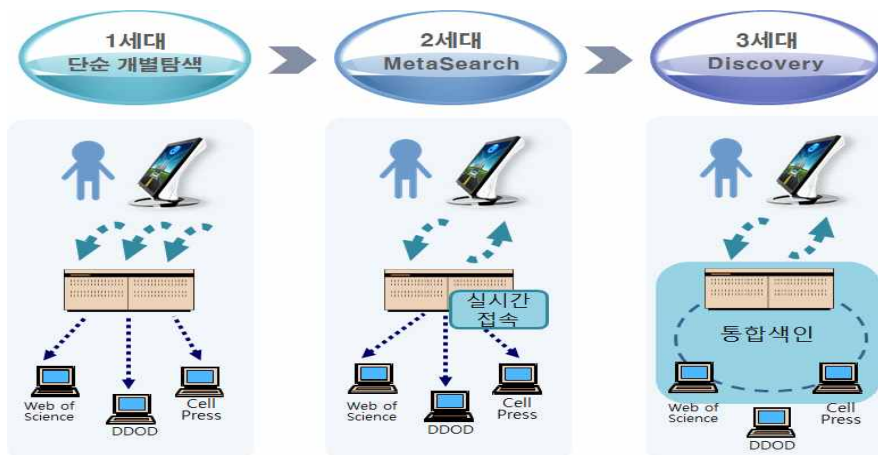 1세대
단순 개별탐색
2세대
MetaSearch
3세대
Discovery
실시간
접속
통합색인
Web of
Science
DDOD
Cell
Press
Web of
Science
DDOD
Cell
Press
Web of
Science
DDOD
Cell
Press